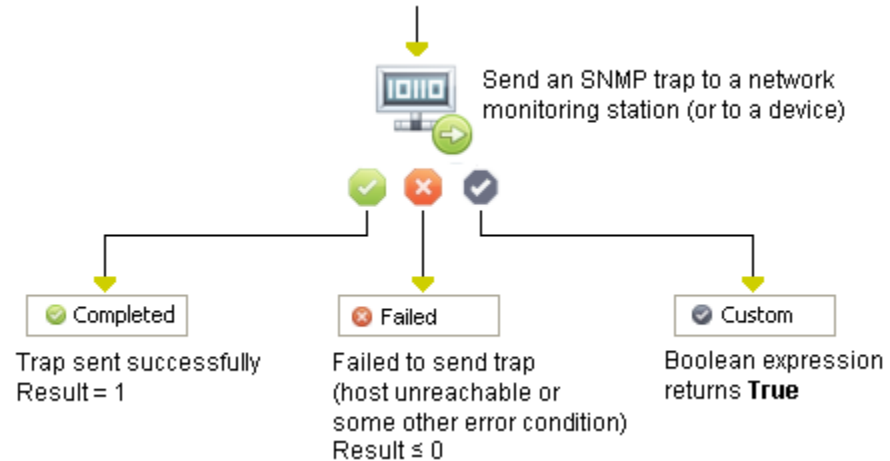 10110
Send an SNMP trap to a network
monitoring station (or to a device)
Completed
Trap sent successfully
Result = 1
Failed
Failed to send trap
(host unreachable or
some other error condition)
Result ≤ 0
Custom
Boolean expression
returns True